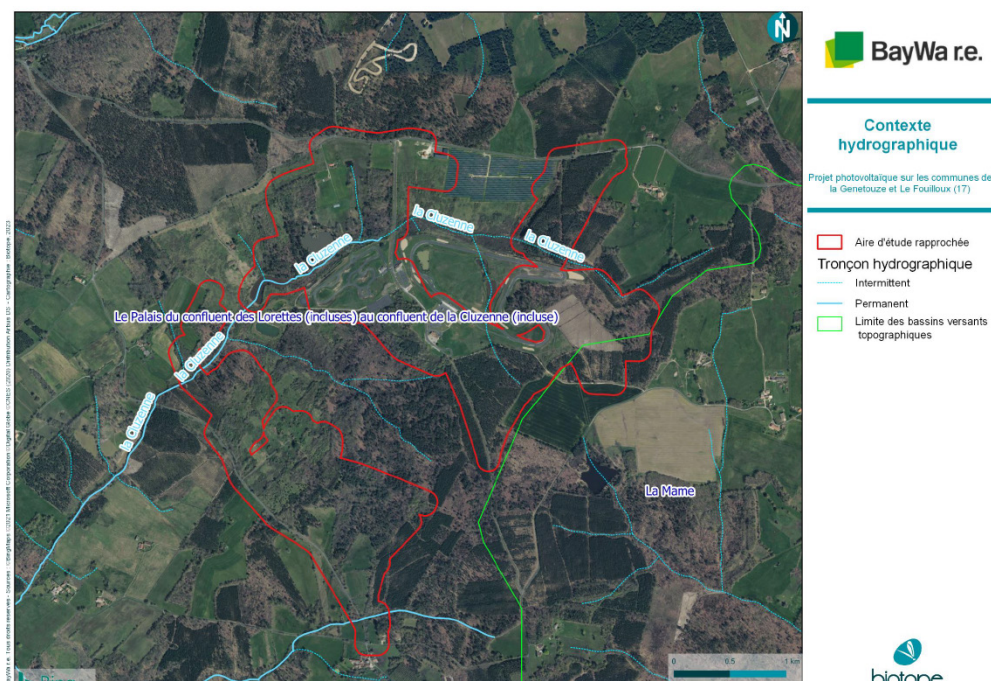 BayWa r.e.
Contexte
hydrographique
Projet photovoltaïque sur les communes de
la Genetouze et Le Fouilloux (17)
Aire d'étude rapprochée
Tronçon hydrographique
Intermittent
Permanent
Limite des bassins versants
topographiques
N
la Cluzenne
la Cluzenne
la Cluzenne
Le Palais du confluent des Lorettes (incluses) au confluent de la Cluzenne (incluse)
la Cluzenne
la Cluzenne
La Mame
0 0.5 1 km
biotope